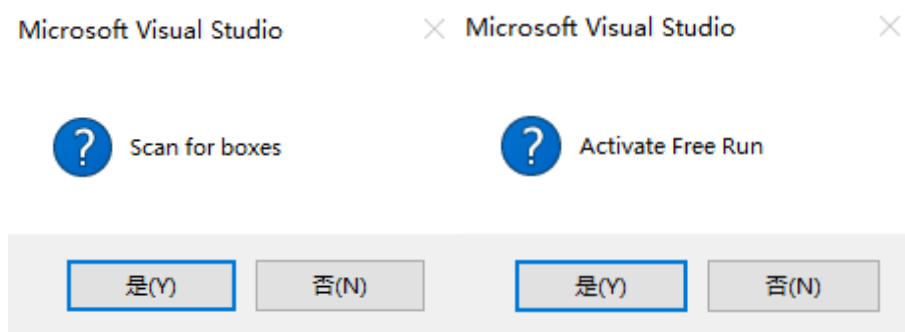 Microsoft Visual Studio
? Scan for boxes
是(Y) 否(N)
Microsoft Visual Studio
? Activate Free Run
是(Y) 否(N)